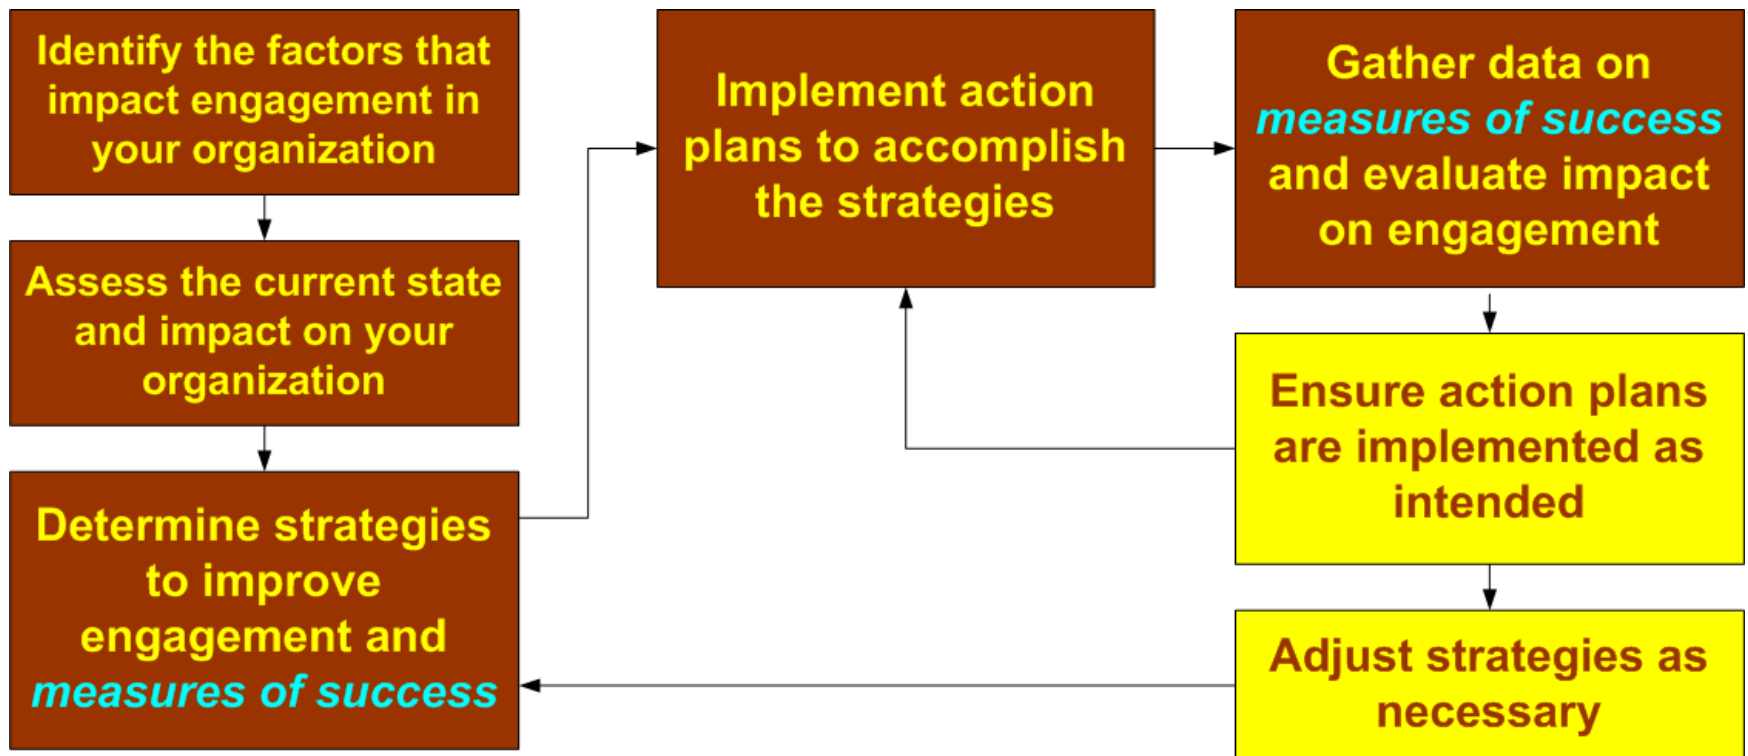 Identify the factors that
impact engagement in
your organization
Assess the current state
and impact on your
organization
Determine strategies
to improve
engagement and
measures of success
Implement action
plans to accomplish
the strategies
Gather data on
measures of success
and evaluate impact
on engagement
Ensure action plans
are implemented as
intended
Adjust strategies as
necessary